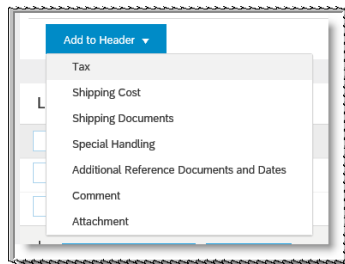 Add to Header
Tax
L
Shipping Cost
Shipping Documents
Special Handling
Additional Reference Documents and Dates
Comment
Attachment